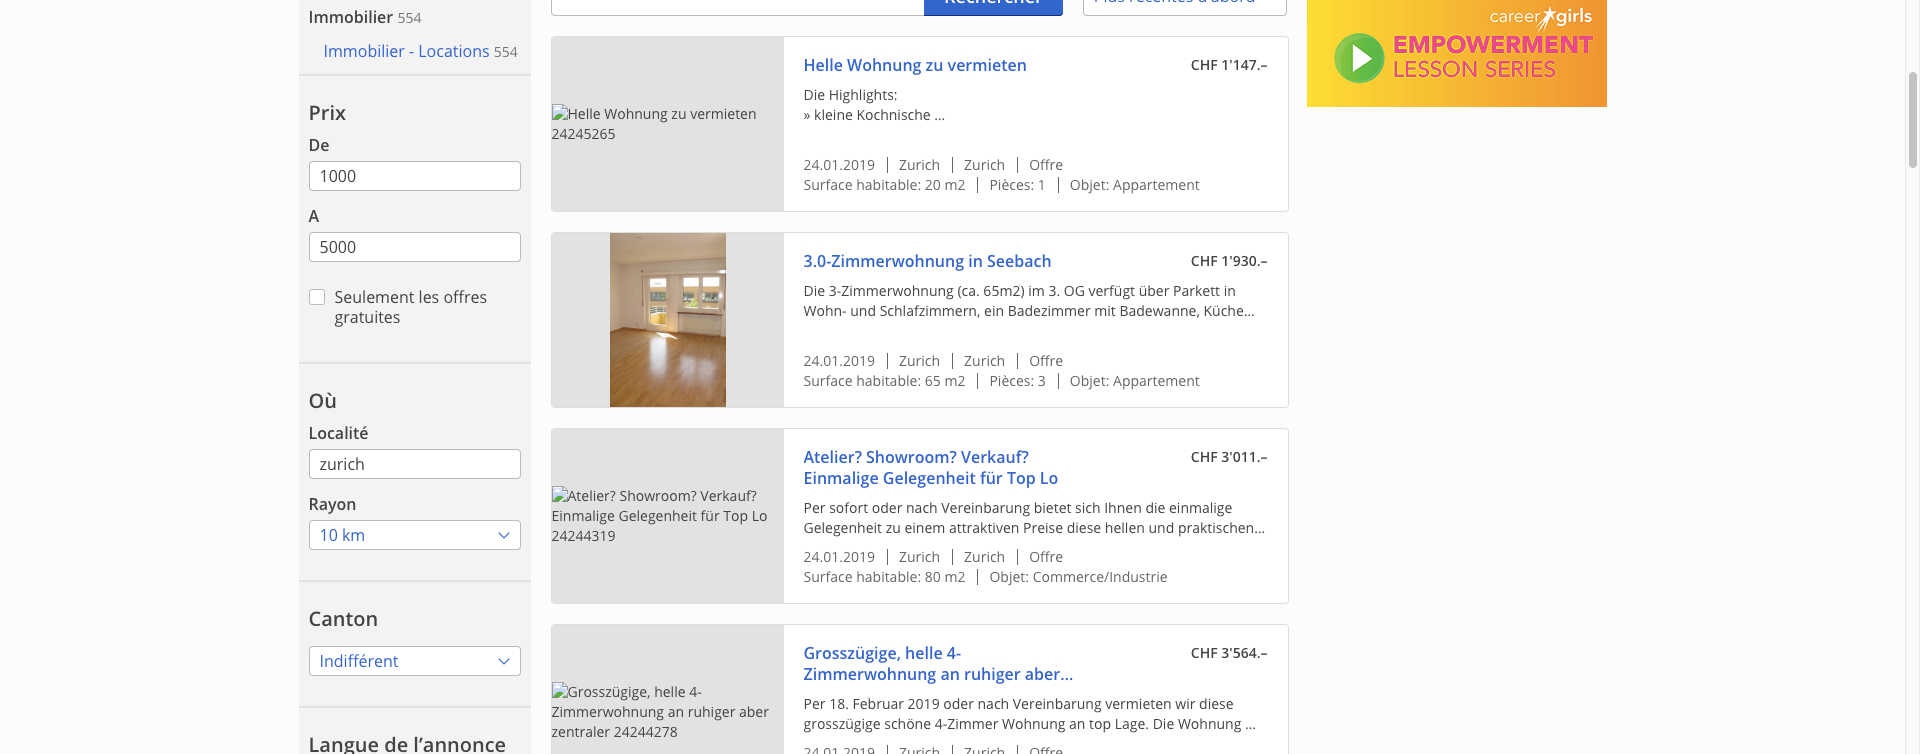 Immobilier 554
Immobilier - Locations 554
Prix
De
1000
A
5000
Seulement les offres
gratuites
Où
Localité
zurich
Rayon
10 km
Canton
Indifférent
Langue de l’annonce
Rechercher
Plus récentes d'abord
Helle Wohnung zu vermieten
24245265
Helle Wohnung zu vermieten
CHF 1'147.–
Die Highlights:
» kleine Kochnische ...
24.01.2019 | Zurich | Zurich | Offre
Surface habitable: 20 m2 | Pièces: 1 | Objet: Appartement
3.0-Zimmerwohnung in Seebach
CHF 1'930.–
Die 3-Zimmerwohnung (ca. 65m2) im 3. OG verfügt über Parkett in
Wohn- und Schlafzimmern, ein Badezimmer mit Badewanne, Küche...
24.01.2019 | Zurich | Zurich | Offre
Surface habitable: 65 m2 | Pièces: 3 | Objet: Appartement
Atelier? Showroom? Verkauf?
Einmalige Gelegenheit für Top Lo
24244319
Atelier? Showroom? Verkauf?
Einmalige Gelegenheit für Top Lo
CHF 3'011.–
Per sofort oder nach Vereinbarung bietet sich Ihnen die einmalige
Gelegenheit zu einem attraktiven Preise diese hellen und praktischen...
24.01.2019 | Zurich | Zurich | Offre
Surface habitable: 80 m2 | Objet: Commerce/Industrie
Grosszügige, helle 4-
Zimmerwohnung an ruhiger aber
zentraler 24244278
Grosszügige, helle 4-
Zimmerwohnung an ruhiger aber...
CHF 3'564.–
Per 18. Februar 2019 oder nach Vereinbarung vermieten wir diese
grosszügige schöne 4-Zimmer Wohnung an top Lage. Die Wohnung ...
24.01.2019 | Zurich | Zurich | Offre
career girls
EMPOWERMENT
LESSON SERIES